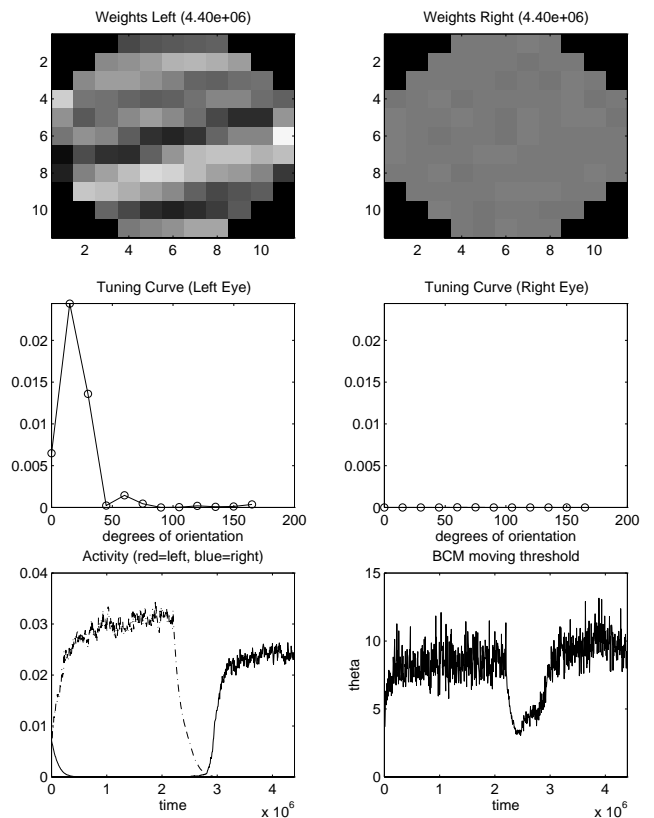 Weights Left (4.40e+06)
2
4
6
8
10
2 4 6 8 10
Weights Right (4.40e+06)
2
4
6
8
10
2 4 6 8 10
Tuning Curve (Left Eye)
0.02
0.015
0.01
0.005
0
0 50 100 150 200
degrees of orientation
Tuning Curve (Right Eye)
0.02
0.015
0.01
0.005
0
0 50 100 150 200
degrees of orientation
Activity (red=left, blue=right)
0.04
0.03
0.02
0.01
0
0 2 4
time
x 10^6
BCM moving threshold
theta
15
10
5
0
0 2 4
time
x 10^6